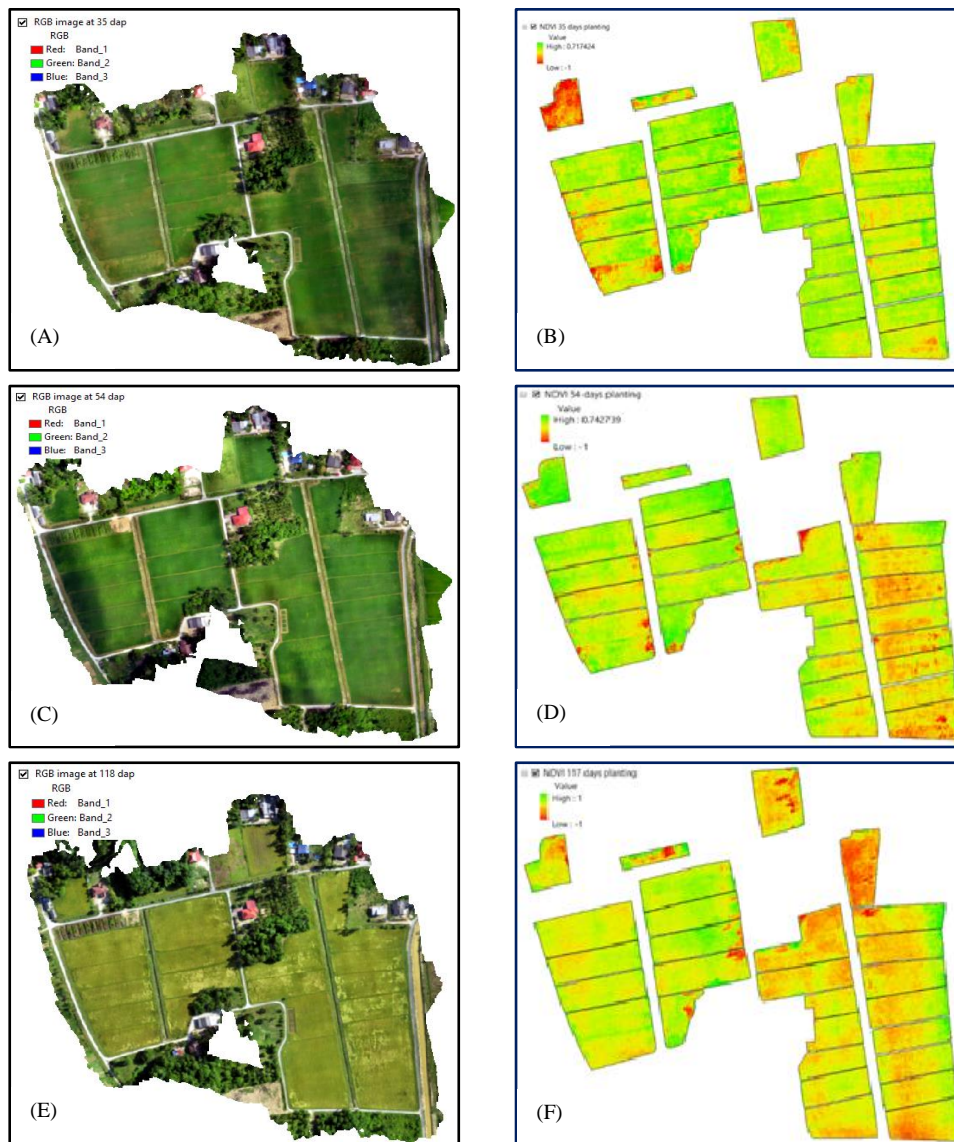 RGB image at 35 dap
RGB
Red: Band_1
Green: Band_2
Blue: Band_3
(A)
NDVI 35 days planting
Value
High : 0.717424
Low : -1
(B)
RGB image at 54 dap
RGB
Red: Band_1
Green: Band_2
Blue: Band_3
(C)
NDVI 54-days planting
Value
High : 0.742739
Low : -1
(D)
RGB image at 118 dap
RGB
Red: Band_1
Green: Band_2
Blue: Band_3
(E)
NDVI 117-days planting
Value
High : 1
Low : -1
(F)